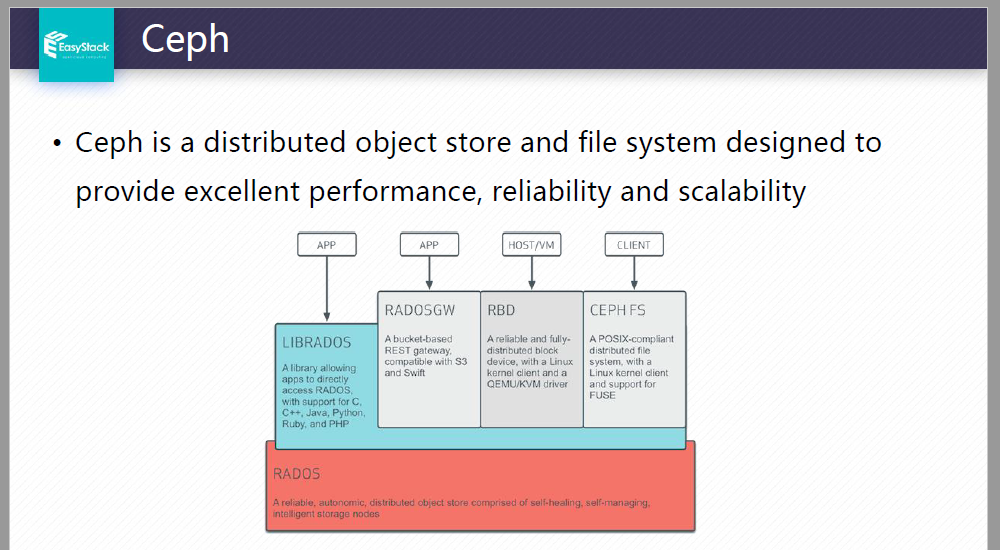 EasyStack
Ceph
• Ceph is a distributed object store and file system designed to
provide excellent performance, reliability and scalability
APP
APP
HOST/VM
CLIENT
LIBRADOS
A library allowing
apps to directly
access RADOS,
with support for C,
C++, Java, Python,
Ruby, and PHP
RADOSGW
A bucket-based
REST gateway,
compatible with S3
and Swift
RBD
A reliable and fully-
distributed block
device, with a Linux
kernel client and a
QEMU/KVM driver
CEPH FS
A POSIX-compliant
distributed file
system, with a
Linux kernel client
and support for
FUSE
RADOS
A reliable, autonomic, distributed object store comprised of self-healing, self-managing,
intelligent storage nodes